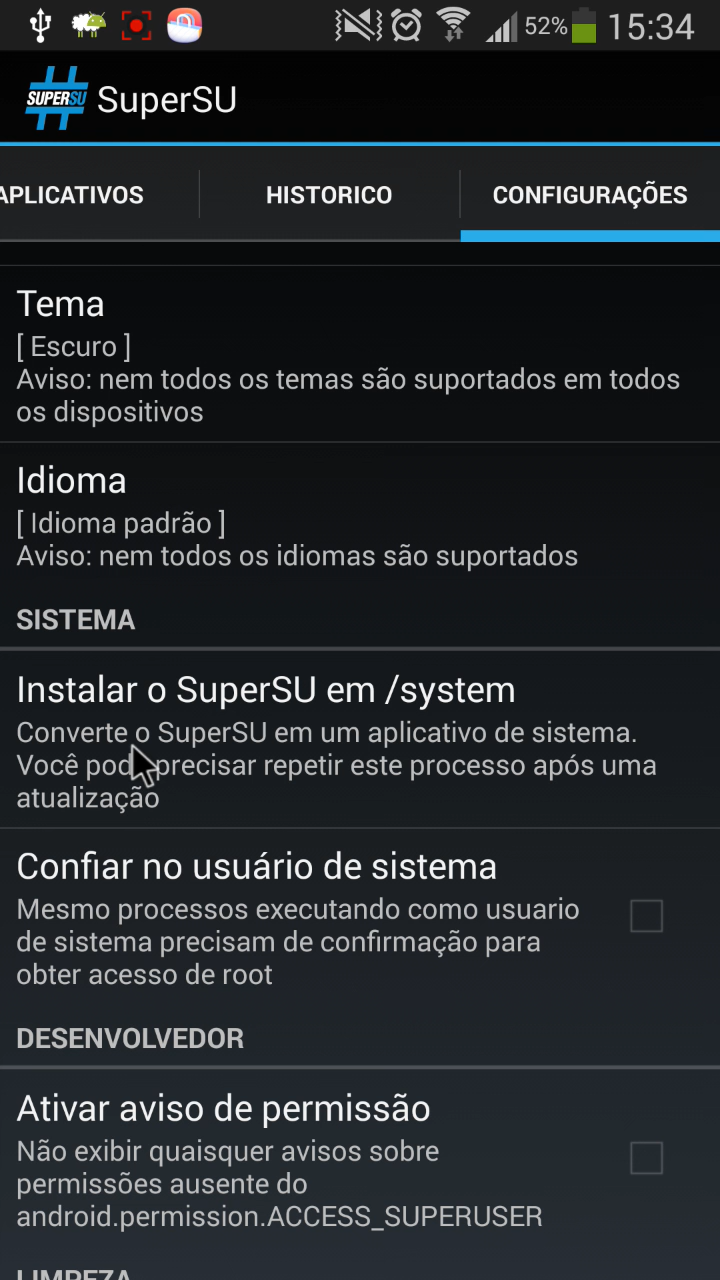 52% 15:34
SUPERSU SuperSU
APLICATIVOS HISTORICO CONFIGURAÇÕES
Tema
[ Escuro ]
Aviso: nem todos os temas são suportados em todos
os dispositivos
Idioma
[ Idioma padrão ]
Aviso: nem todos os idiomas são suportados
SISTEMA
Instalar o SuperSU em /system
Converte o SuperSU em um aplicativo de sistema.
Você pode precisar repetir este processo após uma
atualização
Confiar no usuário de sistema
Mesmo processos executando como usuario
de sistema precisam de confirmação para
obter acesso de root
DESENVOLVEDOR
Ativar aviso de permissão
Não exibir quaisquer avisos sobre
permissões ausente do
android.permission.ACCESS_SUPERUSER
LIMPEZA